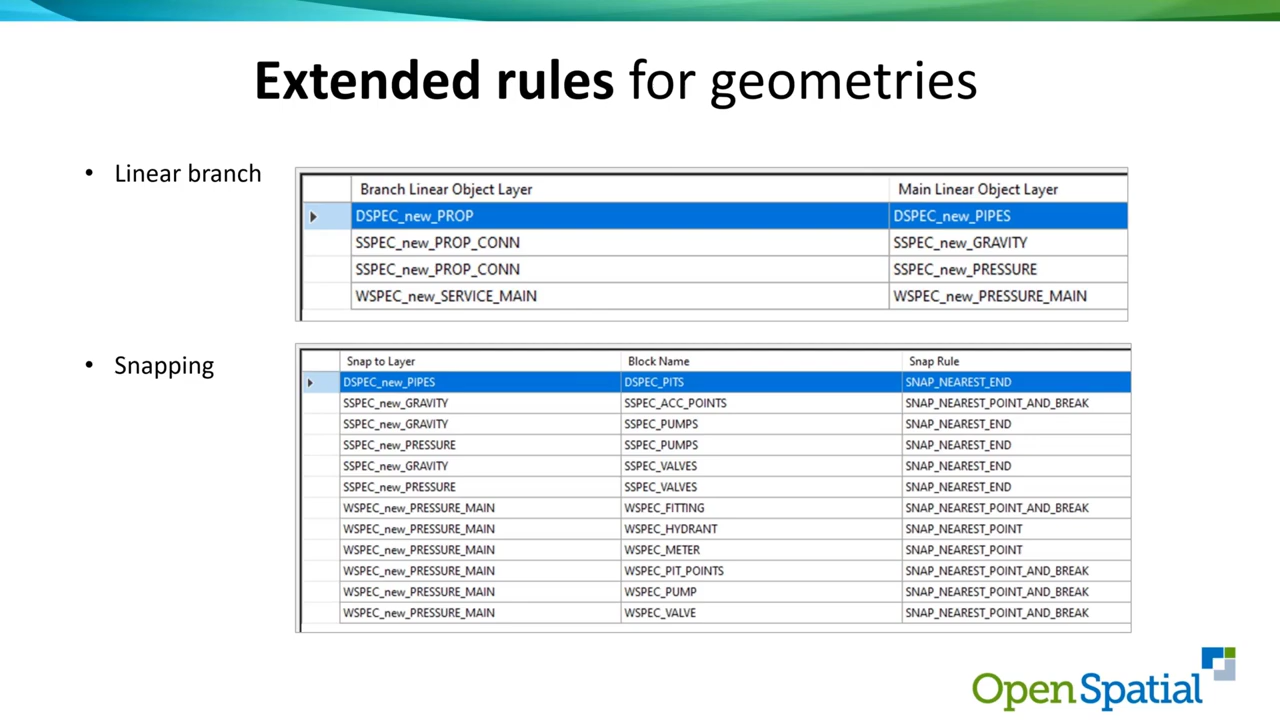 Extended rules for geometries
• Linear branch
Branch Linear Object Layer Main Linear Object Layer
DSPEC_new_PROP DSPEC_new_PIPES
SSPEC_new_PROP_CONN SSPEC_new_GRAVITY
SSPEC_new_PROP_CONN SSPEC_new_PRESSURE
WSPEC_new_SERVICE_MAIN WSPEC_new_PRESSURE_MAIN
• Snapping
Snap to Layer Block Name Snap Rule
DSPEC_new_PIPES DSPEC_PITS SNAP_NEAREST_END
SSPEC_new_GRAVITY SSPEC_ACC_POINTS SNAP_NEAREST_POINT_AND_BREAK
SSPEC_new_GRAVITY SSPEC_PUMPS SNAP_NEAREST_END
SSPEC_new_PRESSURE SSPEC_PUMPS SNAP_NEAREST_END
SSPEC_new_GRAVITY SSPEC_VALVES SNAP_NEAREST_END
SSPEC_new_PRESSURE SSPEC_VALVES SNAP_NEAREST_END
WSPEC_new_PRESSURE_MAIN WSPEC_FITTING SNAP_NEAREST_POINT_AND_BREAK
WSPEC_new_PRESSURE_MAIN WSPEC_HYDRANT SNAP_NEAREST_POINT
WSPEC_new_PRESSURE_MAIN WSPEC_METER SNAP_NEAREST_POINT
WSPEC_new_PRESSURE_MAIN WSPEC_PIT_POINTS SNAP_NEAREST_POINT_AND_BREAK
WSPEC_new_PRESSURE_MAIN WSPEC_PUMP SNAP_NEAREST_POINT_AND_BREAK
WSPEC_new_PRESSURE_MAIN WSPEC_VALVE SNAP_NEAREST_POINT_AND_BREAK
OpenSpatial